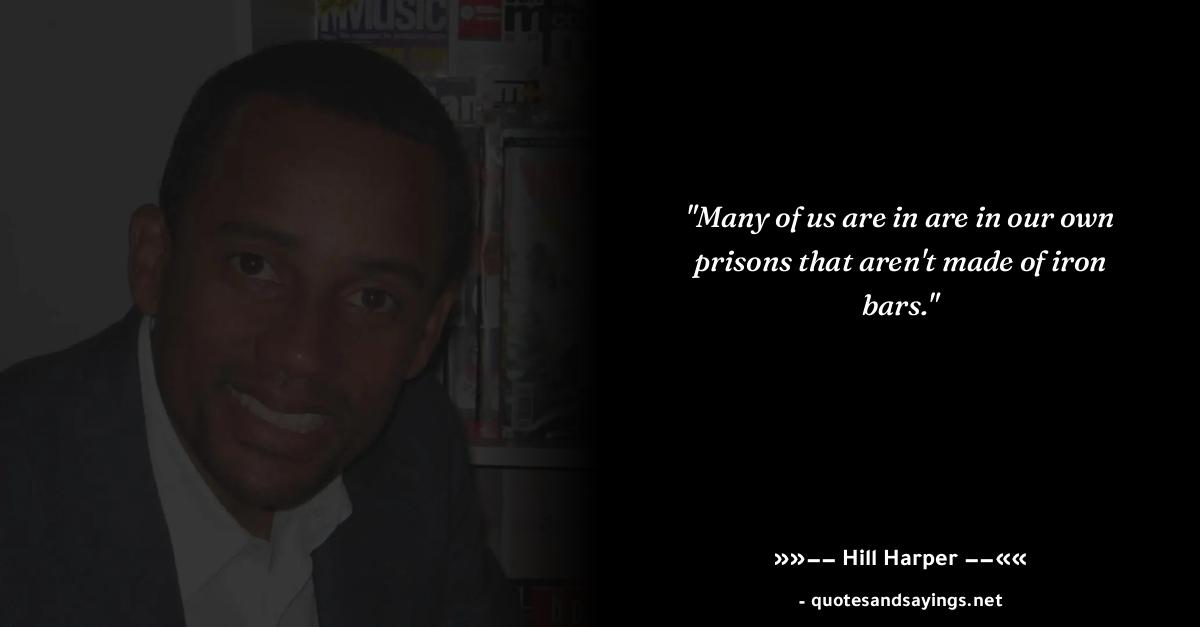 MUSIC
"Many of us are in are in our own
prisons that aren't made of iron
bars."
»»–– Hill Harper ––««
- quotesandsayings.net